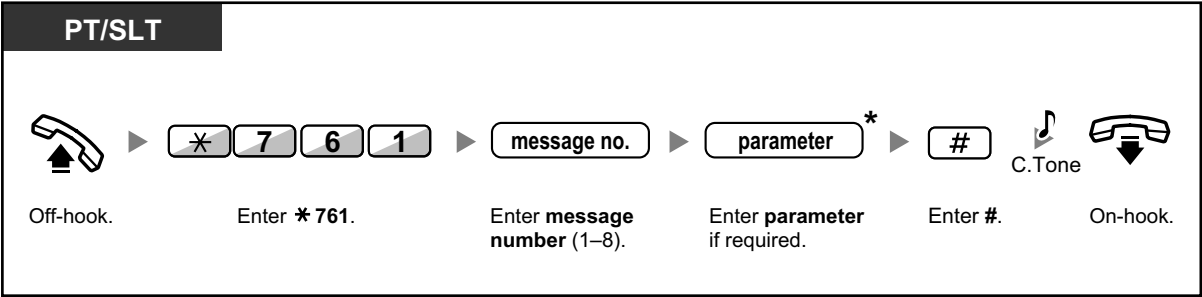 PT/SLT
✳ 7 6 1 message no. parameter * # C.Tone
Off-hook. Enter ✳ 761. Enter message number (1–8). Enter parameter if required. Enter #. On-hook.